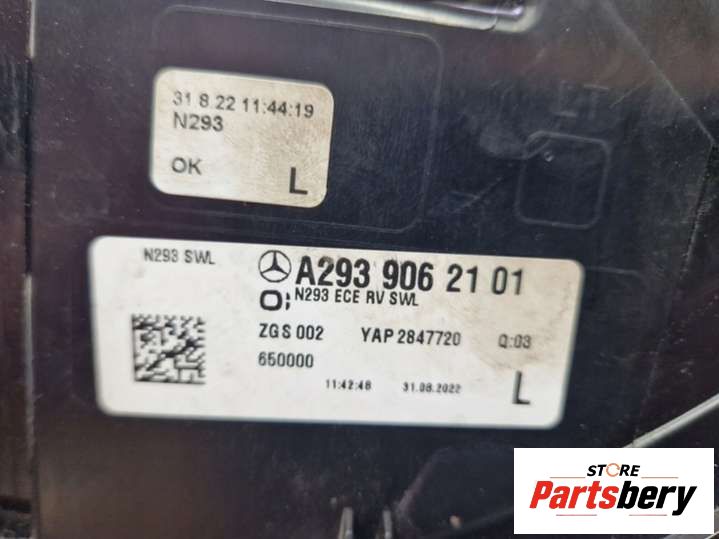 31 8.22 11:44:19
N293
OK L
N293 SWL
A293 906 21 01
N293 ECE RV SWL
ZGS 002 YAP 2847720 Q:03
650000
11:42:48 31.08.2022 L
STORE
Partsbery